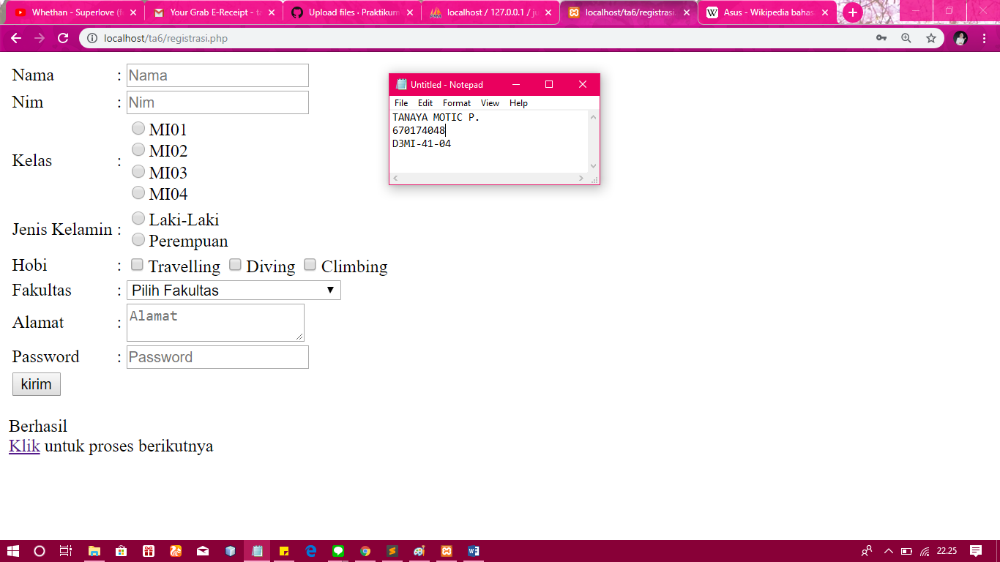 Whethan - Superlove (f
Your Grab E-Receipt - ta
Upload files · Praktikum
localhost / 127.0.0.1 / ju
localhost/ta6/registrasi.
Asus - Wikipedia bahas
localhost/ta6/registrasi.php
Nama : Nama
Nim : Nim
Kelas :
MI01
MI02
MI03
MI04
Jenis Kelamin :
Laki-Laki
Perempuan
Hobi : Travelling Diving Climbing
Fakultas : Pilih Fakultas
Alamat : Alamat
Password : Password
kirim
Berhasil
Klik untuk proses berikutnya
Untitled - Notepad
File Edit Format View Help
TANAYA MOTIC P.
670174048
D3MI-41-04
22.25